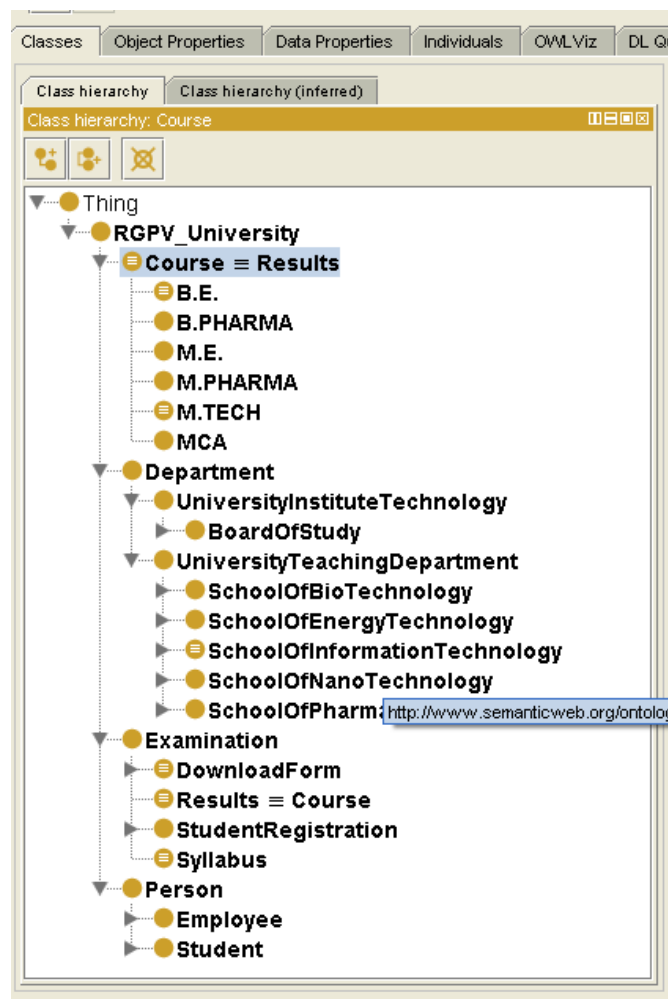 Classes Object Properties Data Properties Individuals OWLViz DL
Class hierarchy Class hierarchy (inferred)
Class hierarchy: Course
Thing
RGPV_University
Course ≡ Results
B.E.
B.PHARMA
M.E.
M.PHARMA
M.TECH
MCA
Department
UniversityInstituteTechnology
BoardOfStudy
UniversityTeachingDepartment
SchoolOfBioTechnology
SchoolOfEnergyTechnology
SchoolOfInformationTechnology
SchoolOfNanoTechnology
SchoolOfPharma http://www.semanticweb.org/ontolog
Examination
DownloadForm
Results ≡ Course
StudentRegistration
Syllabus
Person
Employee
Student